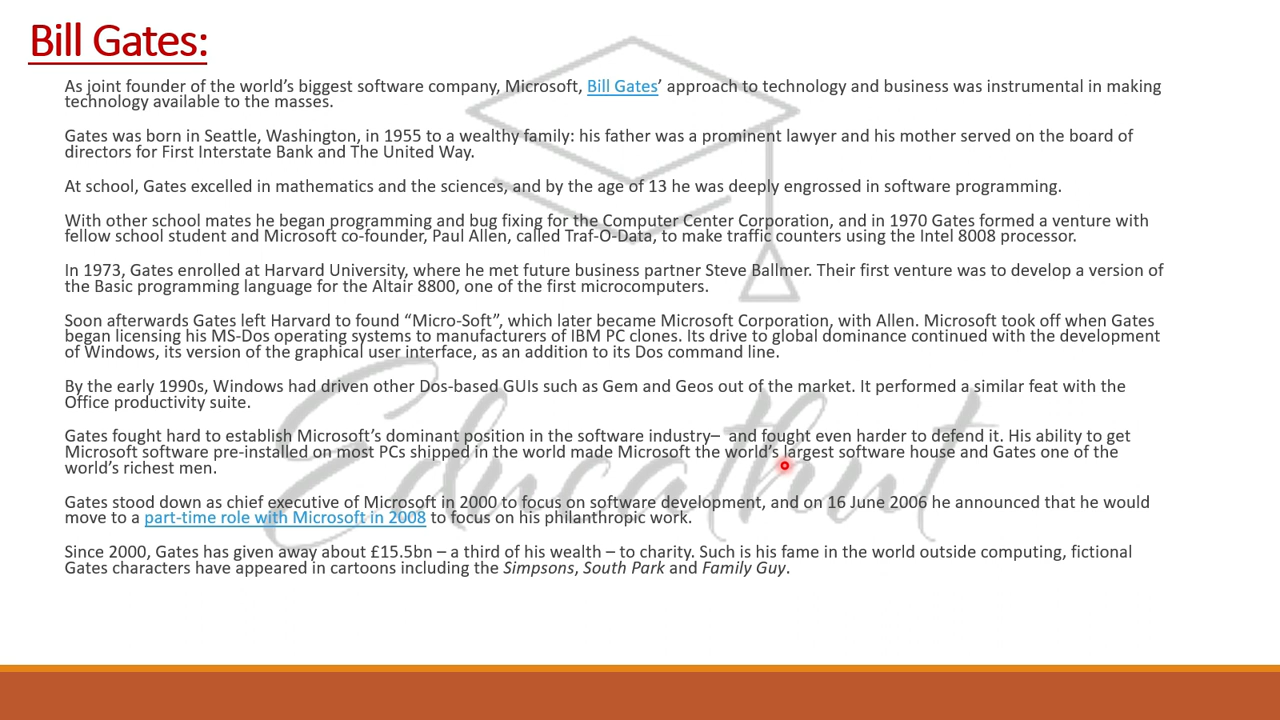 Bill Gates:
As joint founder of the world’s biggest software company, Microsoft, Bill Gates’ approach to technology and business was instrumental in making
technology available to the masses.
Gates was born in Seattle, Washington, in 1955 to a wealthy family: his father was a prominent lawyer and his mother served on the board of
directors for First Interstate Bank and The United Way.
At school, Gates excelled in mathematics and the sciences, and by the age of 13 he was deeply engrossed in software programming.
With other school mates he began programming and bug fixing for the Computer Center Corporation, and in 1970 Gates formed a venture with
fellow school student and Microsoft co-founder, Paul Allen, called Traf-O-Data, to make traffic counters using the Intel 8008 processor.
In 1973, Gates enrolled at Harvard University, where he met future business partner Steve Ballmer. Their first venture was to develop a version of
the Basic programming language for the Altair 8800, one of the first microcomputers.
Soon afterwards Gates left Harvard to found “Micro-Soft”, which later became Microsoft Corporation, with Allen. Microsoft took off when Gates
began licensing his MS-Dos operating systems to manufacturers of IBM PC clones. Its drive to global dominance continued with the development
of Windows, its version of the graphical user interface, as an addition to its Dos command line.
By the early 1990s, Windows had driven other Dos-based GUIs such as Gem and Geos out of the market. It performed a similar feat with the
Office productivity suite.
Gates fought hard to establish Microsoft’s dominant position in the software industry– and fought even harder to defend it. His ability to get
Microsoft software pre-installed on most PCs shipped in the world made Microsoft the world’s largest software house and Gates one of the
world’s richest men.
Gates stood down as chief executive of Microsoft in 2000 to focus on software development, and on 16 June 2006 he announced that he would
move to a part-time role with Microsoft in 2008 to focus on his philanthropic work.
Since 2000, Gates has given away about £15.5bn – a third of his wealth – to charity. Such is his fame in the world outside computing, fictional
Gates characters have appeared in cartoons including the Simpsons, South Park and Family Guy.
Educathut